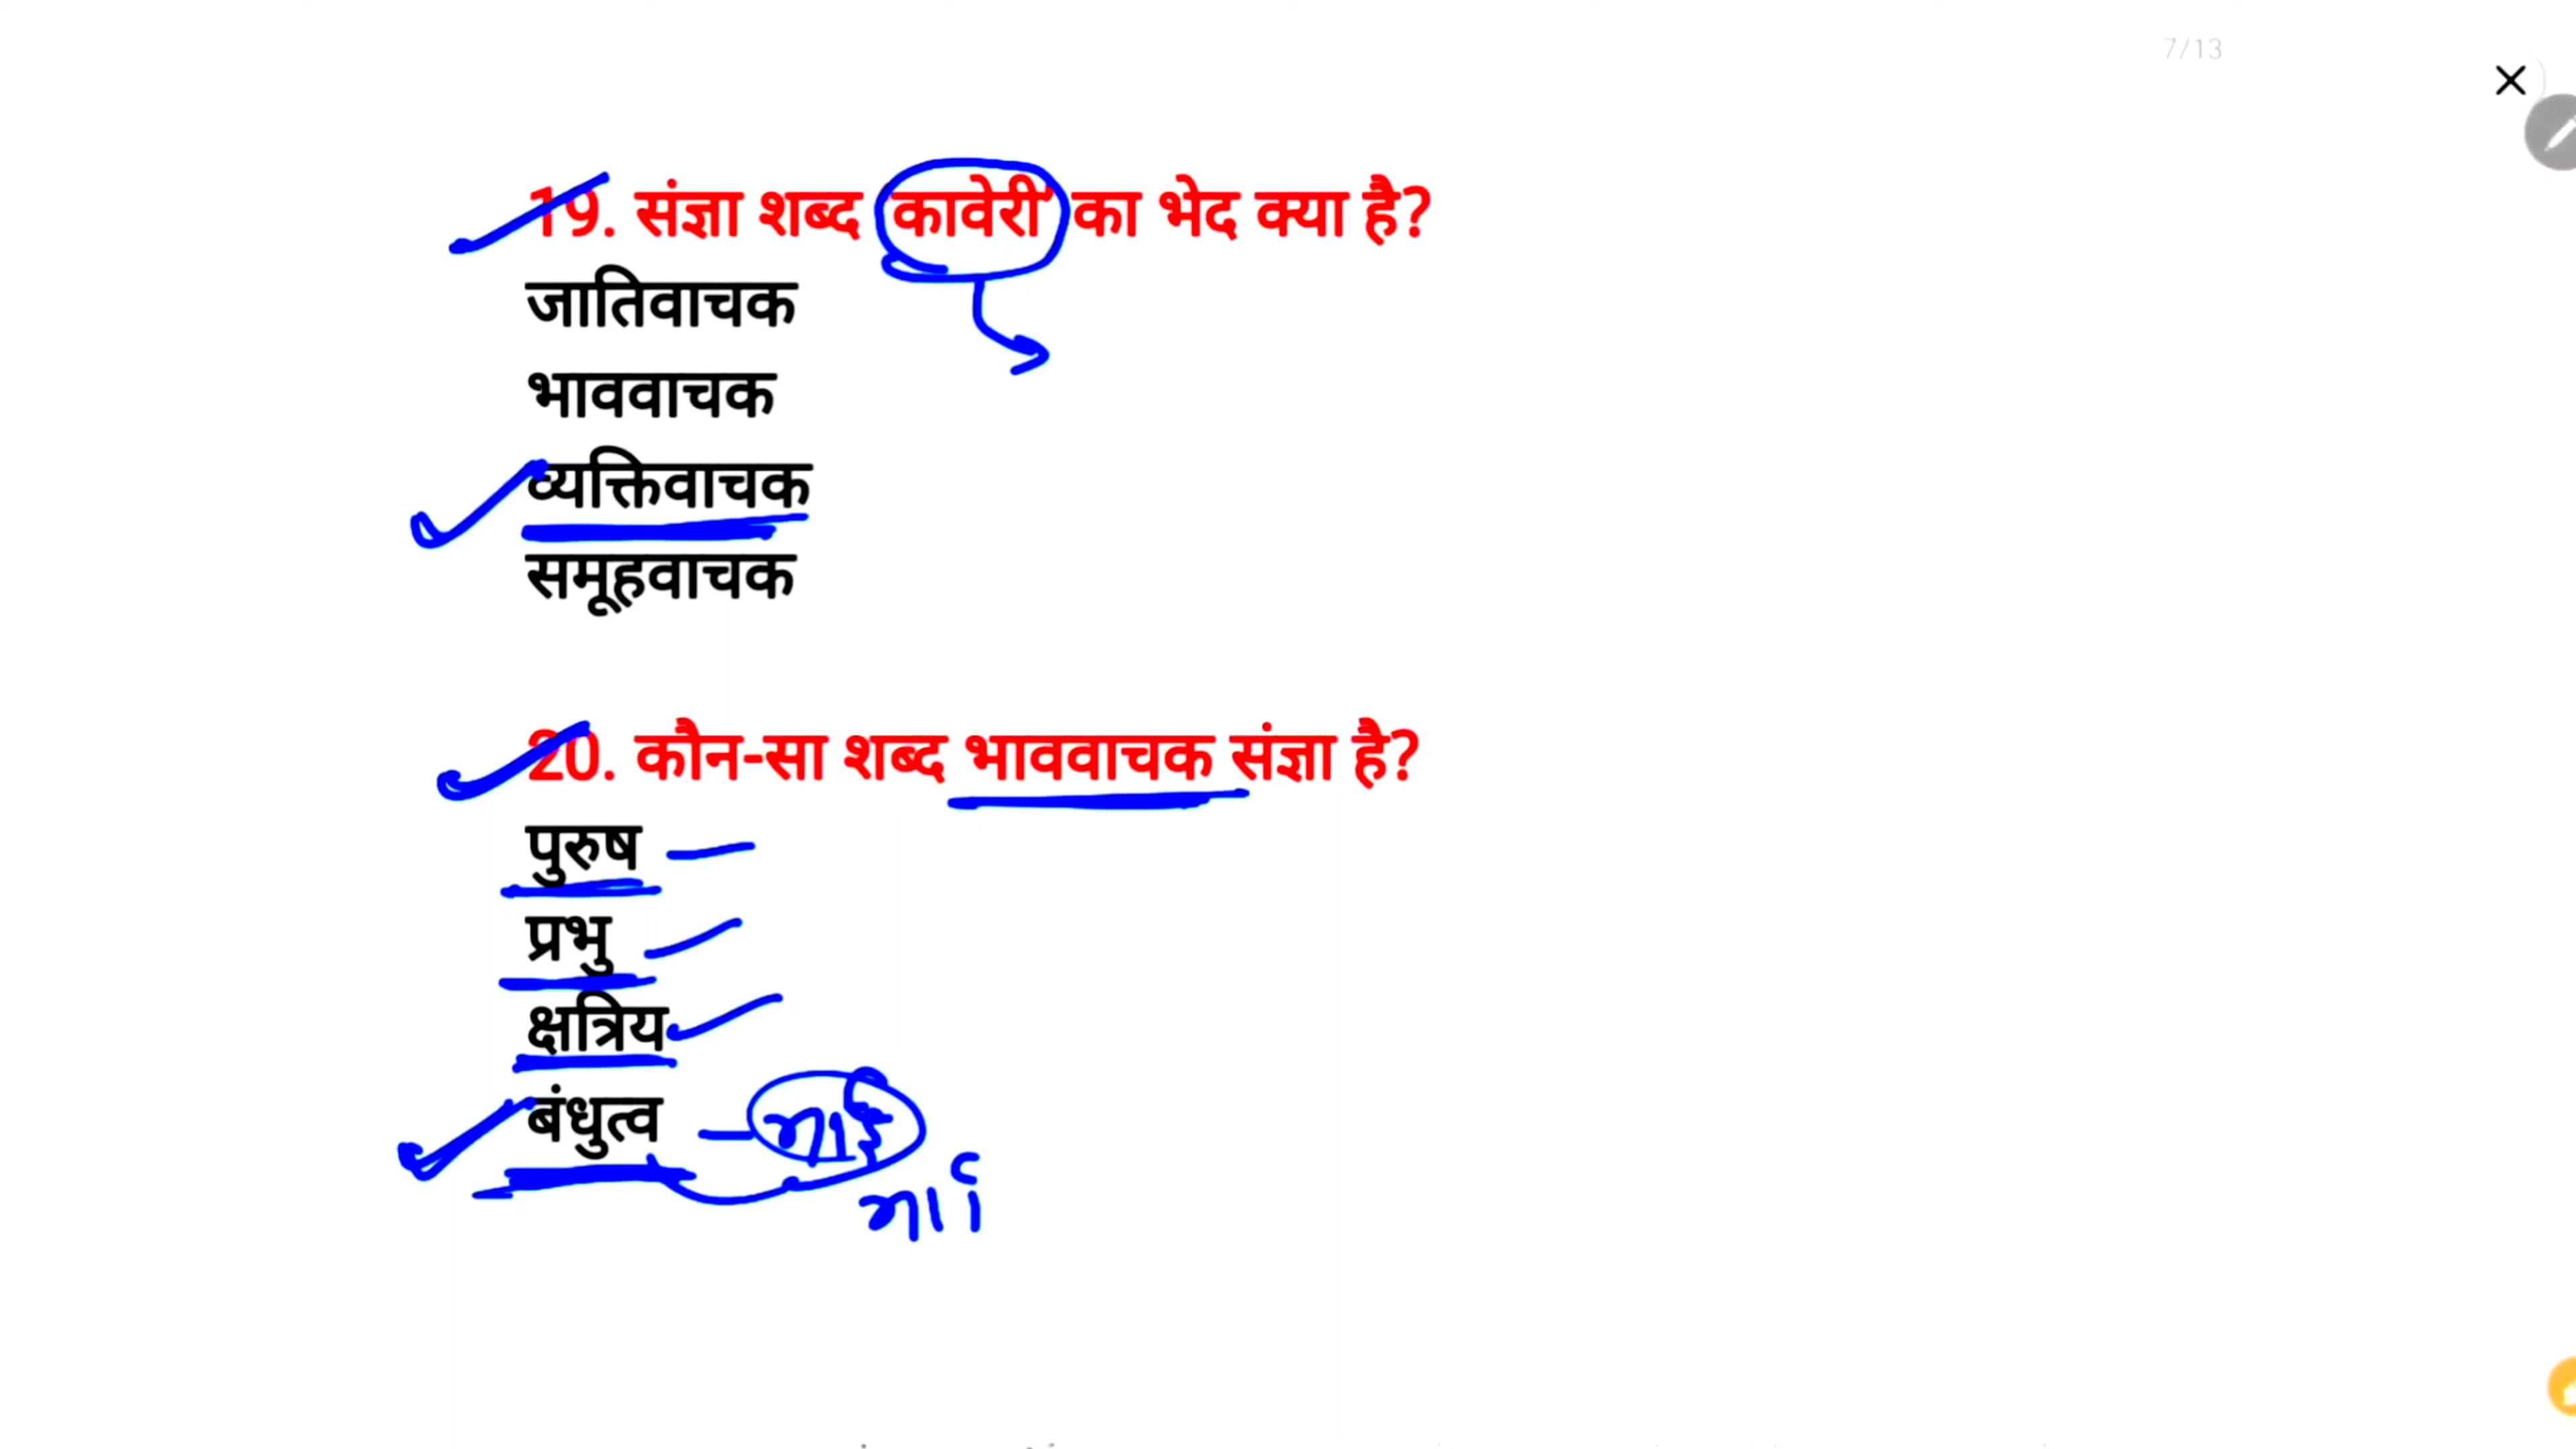 7/13
19. संज्ञा शब्द 'कावेरी' का भेद क्या है?
जातिवाचक
भाववाचक
व्यक्तिवाचक
समूहवाचक
20. कौन-सा शब्द भाववाचक संज्ञा है?
पुरुष
प्रभु
क्षत्रिय
बंधुत्व